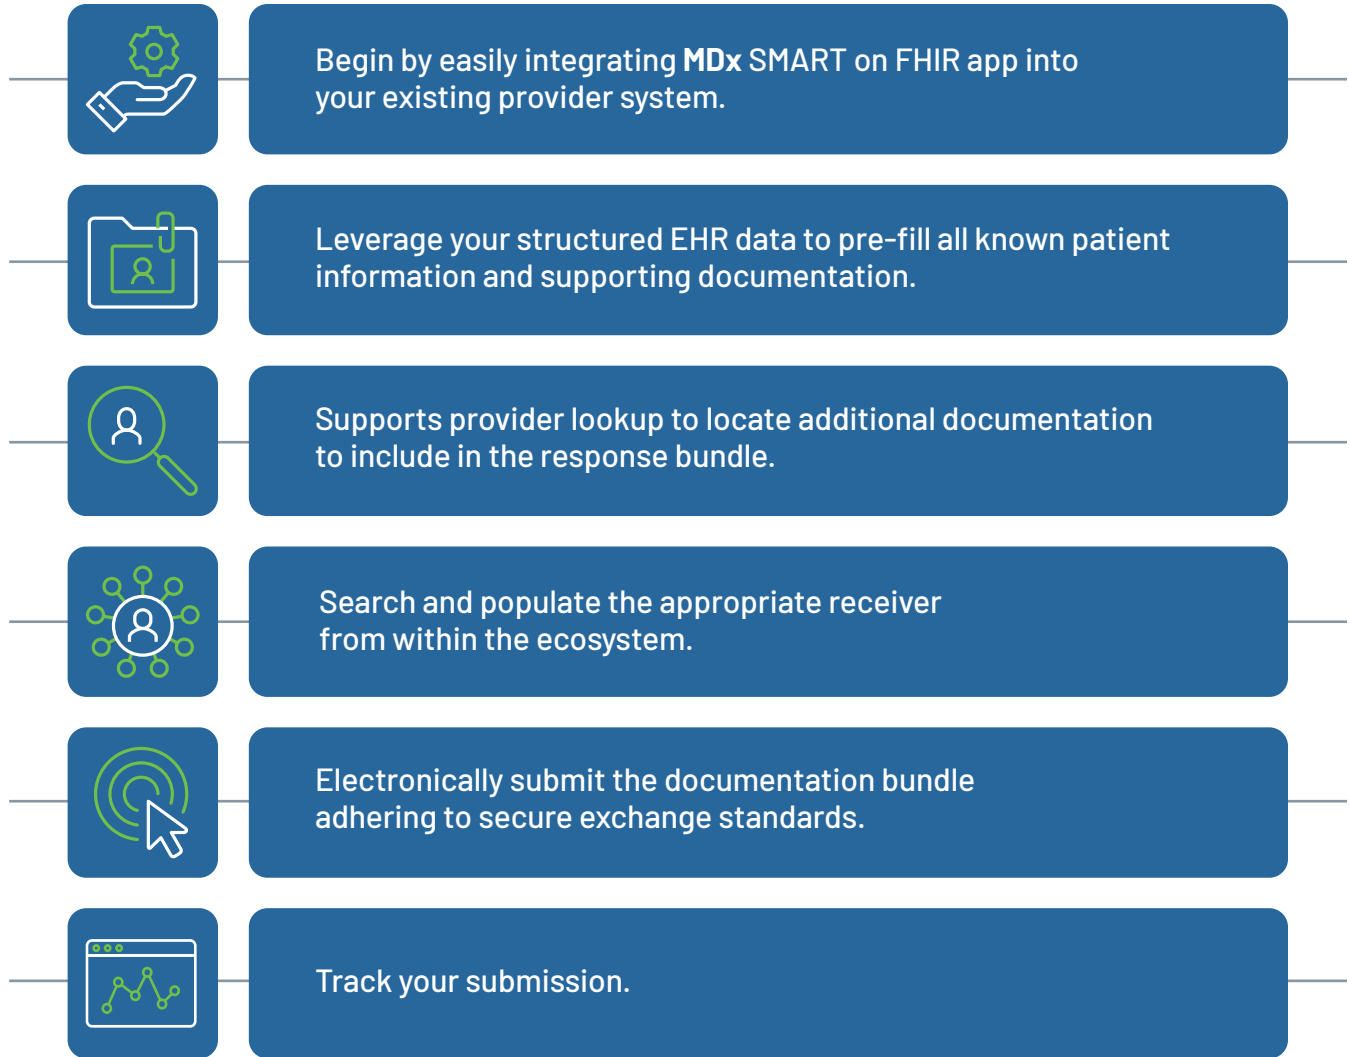 Begin by easily integrating MDx SMART on FHIR app into
your existing provider system.
Leverage your structured EHR data to pre-fill all known patient
information and supporting documentation.
Supports provider lookup to locate additional documentation
to include in the response bundle.
Search and populate the appropriate receiver
from within the ecosystem.
Electronically submit the documentation bundle
adhering to secure exchange standards.
Track your submission.